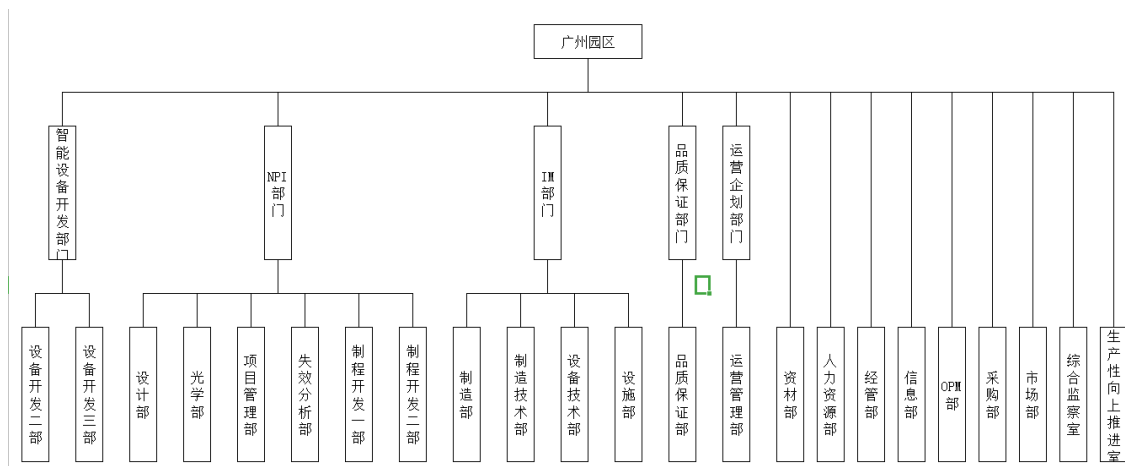 广州园区
智能设备开发部门
NPI部门
IM部门
品质保证部门
运营企划部门
设备开发二部
设备开发三部
设计部
光学部
项目管理部
失效分析部
制程开发一部
制程开发二部
制造部
制造技术部
设备技术部
设施部
品质保证部
运营管理部
资材部
人力资源部
经管部
信息部
OPM部
采购部
市场部
综合监察室
生产性向上推进室